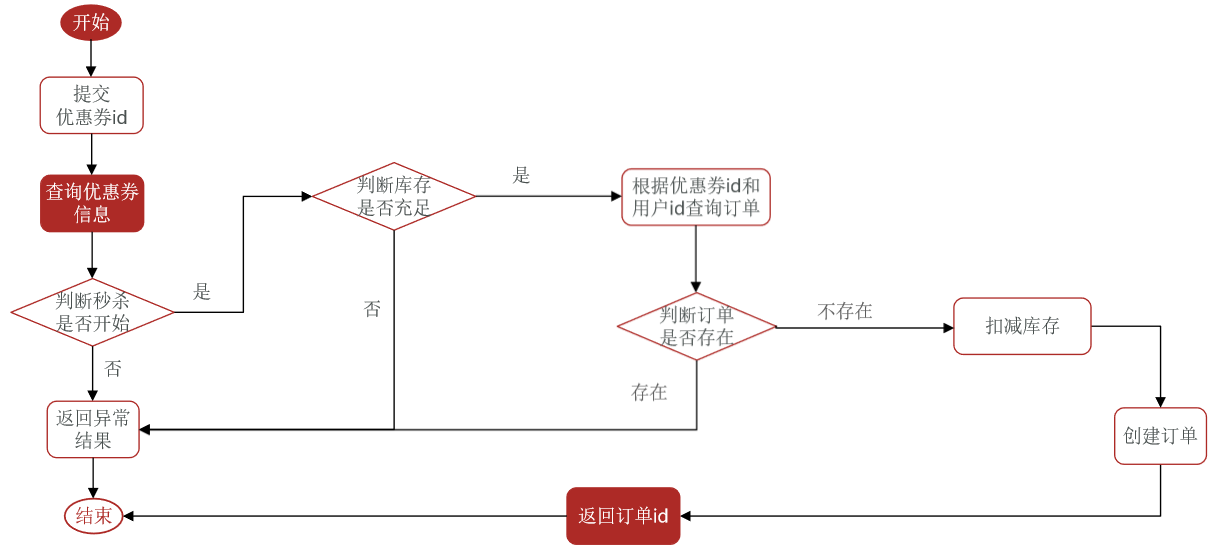 开始
提交
优惠券id
查询优惠券
信息
判断秒杀
是否开始
是
否
判断库存
是否充足
是
否
根据优惠券id和
用户id查询订单
判断订单
是否存在
不存在
存在
扣减库存
创建订单
返回异常
结果
返回订单id
结束